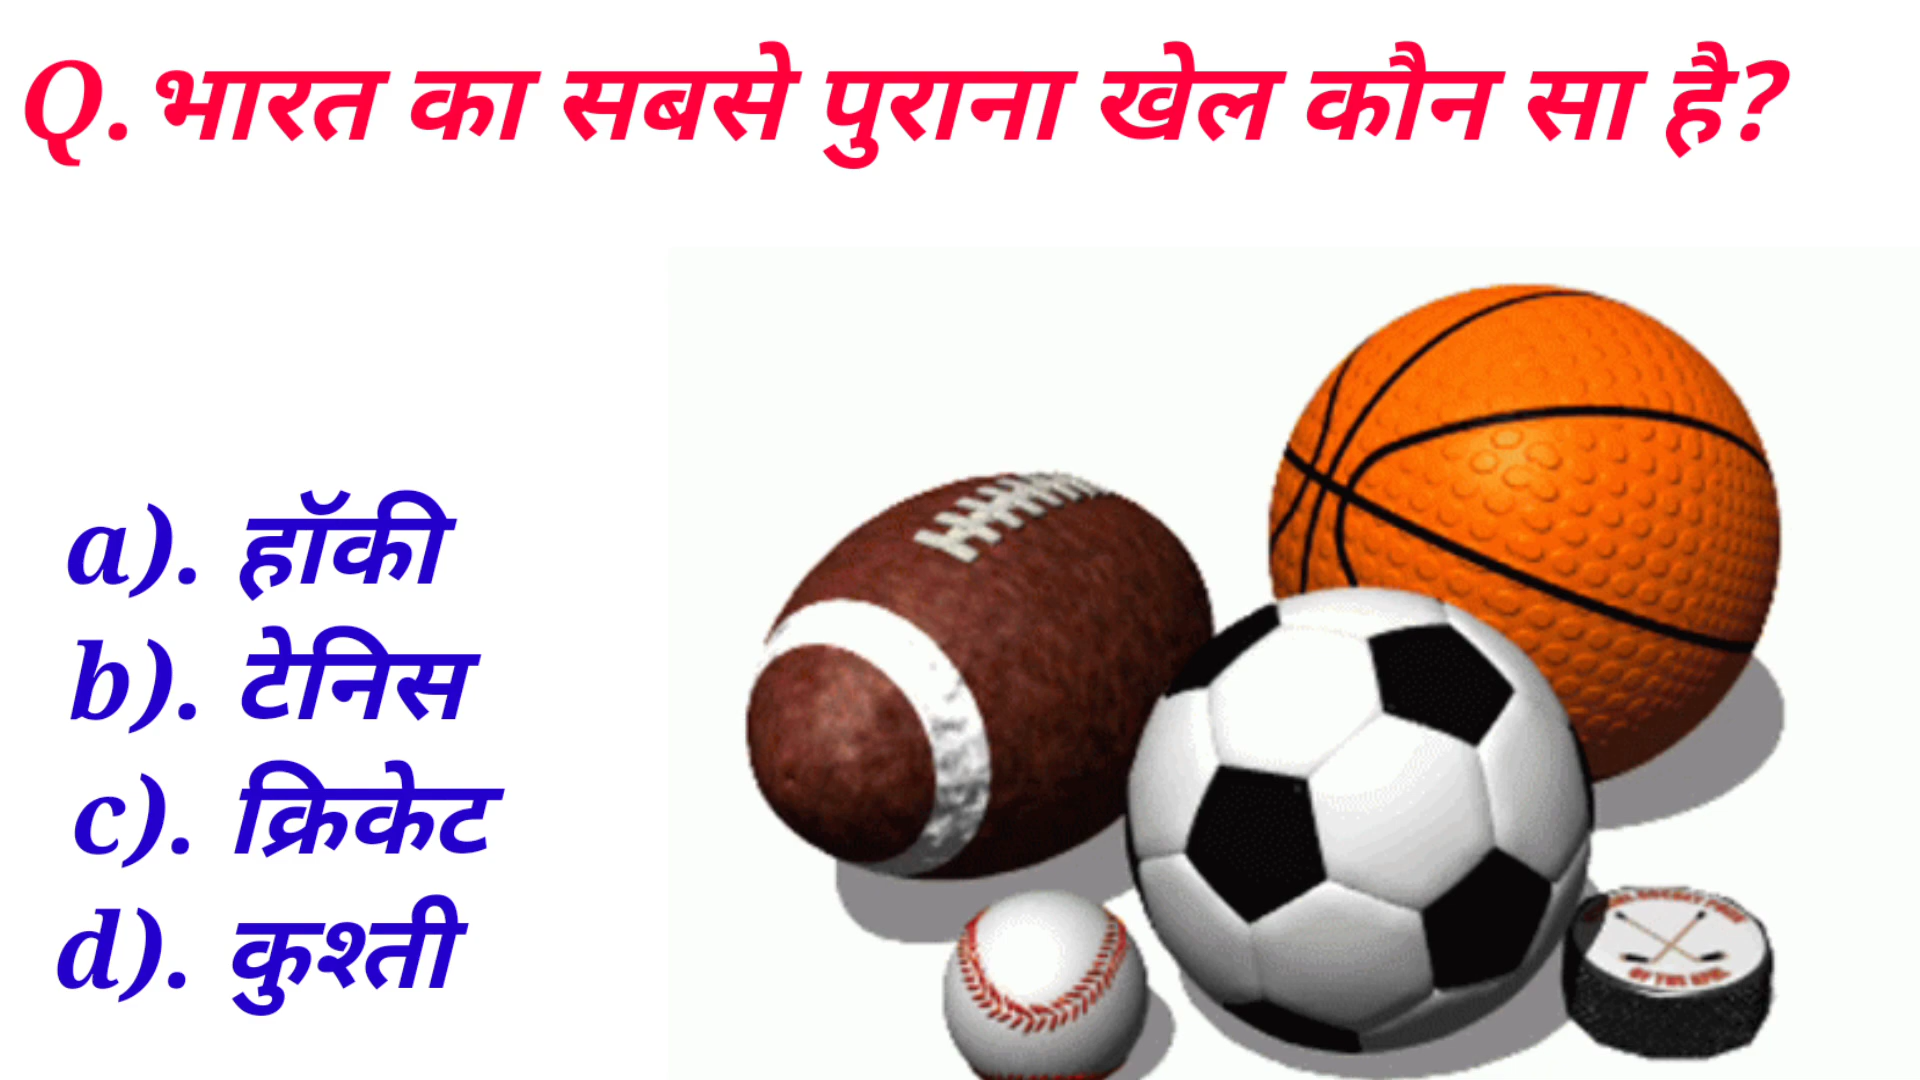 Q.भारत का सबसे पुराना खेल कौन सा है?
a). हॉकी
b). टेनिस
c). क्रिकेट
d). कुश्ती